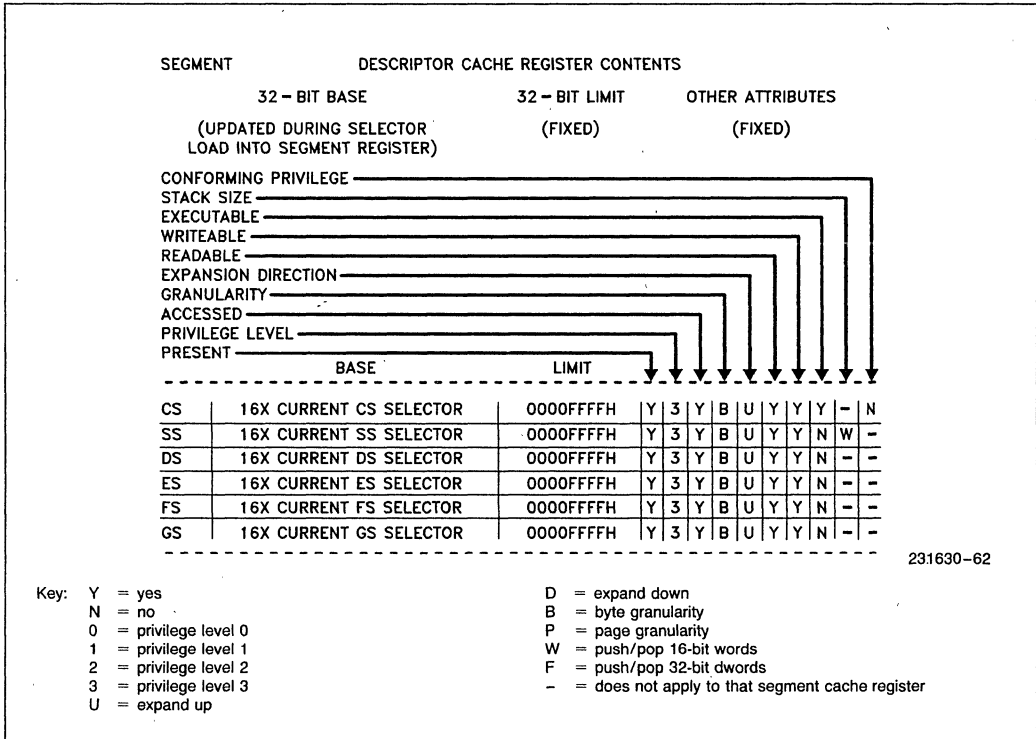 SEGMENT DESCRIPTOR CACHE REGISTER CONTENTS
32 – BIT BASE 32 – BIT LIMIT OTHER ATTRIBUTES
(UPDATED DURING SELECTOR (FIXED) (FIXED)
LOAD INTO SEGMENT REGISTER)
CONFORMING PRIVILEGE
STACK SIZE
EXECUTABLE
WRITEABLE
READABLE
EXPANSION DIRECTION
GRANULARITY
ACCESSED
PRIVILEGE LEVEL
PRESENT
BASE LIMIT
CS 16X CURRENT CS SELECTOR 0000FFFFH Y 3 Y B U Y Y Y – N
SS 16X CURRENT SS SELECTOR 0000FFFFH Y 3 Y B U Y Y N W –
DS 16X CURRENT DS SELECTOR 0000FFFFH Y 3 Y B U Y Y N – –
ES 16X CURRENT ES SELECTOR 0000FFFFH Y 3 Y B U Y Y N – –
FS 16X CURRENT FS SELECTOR 0000FFFFH Y 3 Y B U Y Y N – –
GS 16X CURRENT GS SELECTOR 0000FFFFH Y 3 Y B U Y Y N – –
231630–62
Key: Y = yes
N = no
0 = privilege level 0
1 = privilege level 1
2 = privilege level 2
3 = privilege level 3
U = expand up
D = expand down
B = byte granularity
P = page granularity
W = push/pop 16-bit words
F = push/pop 32-bit dwords
– = does not apply to that segment cache register